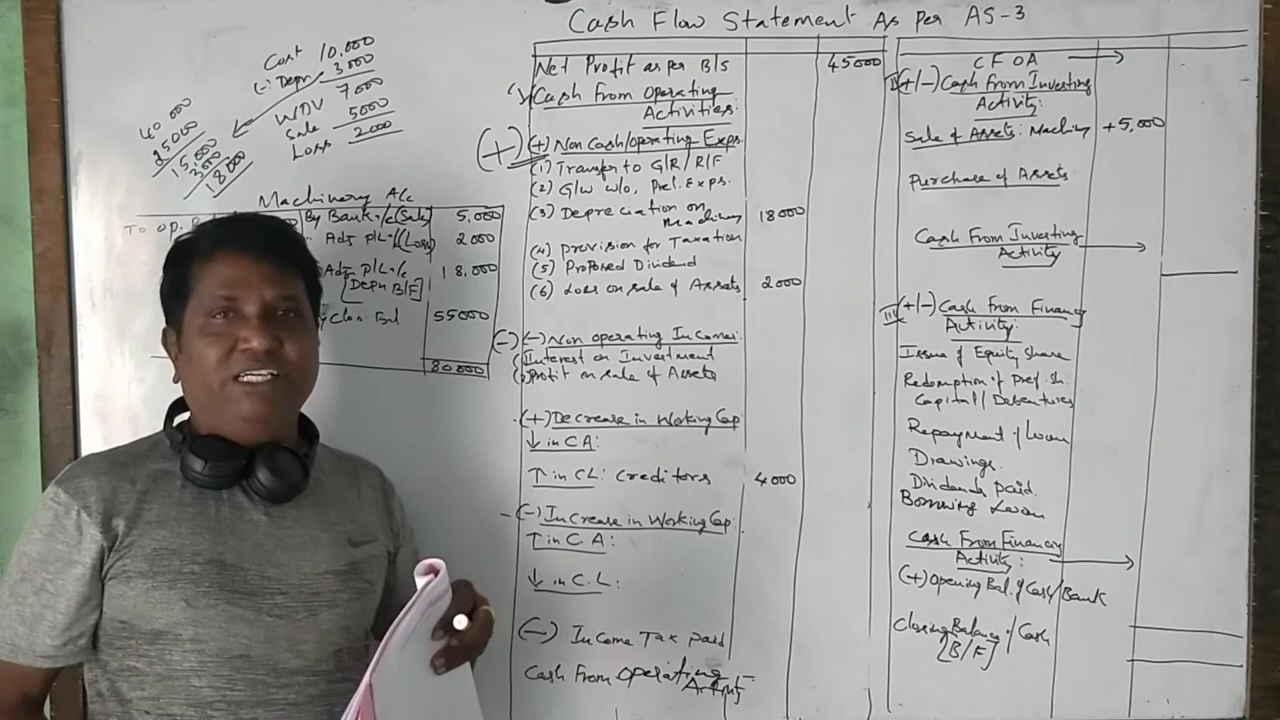 Cash Flow Statement As per AS-3
Cost 10,000
(-) Depn 3000
WDV 7000
Sale 5000
Loss 2000
40000
25000
15,000
3000
18000
Machinery A/c
To op. B
By Bank A/c (Sale) 5,000
Adj P/L A/c (Loss) 2000
Adj P/L A/c 18,000
[Depn B/F]
y Clos. Bal 55000
80000
Net Profit as per B/S 45000
Cash From Operating
Activities:
(+) (+) Non Cash/operating Exps.
(1) Transfer to G/R / R/F
(2) G/W w/o, Prel. Exps.
(3) Depreciation on
Machinery 18000
(4) Provision for Taxation
(5) Proposed Dividend
(6) Loss on sale of Assets 2000
(-) (-) Non operating Incomes:
Interest on Investment
Profit on sale of Assets
(+) Decrease in Working Cap
↓ in CA:
↑ in CL: Creditors 4000
- (-) Increase in Working Cap:
↑ in C A:
↓ in C.L:
(-) Income Tax paid
Cash From Operating
Activity
CFOA →
II (+/-) Cash From Investing
Activity:
Sale of Assets: Machinery +5,000
Purchase of Assets
Cash From Investing →
Activity
III (+/-) Cash From Financing
Activity:
Issue of Equity Share
Redemption of Pref. Sh.
Capital / Debentures
Repayment of Loan
Drawings
Dividends paid.
Borrowing Loan
Cash From Financing
Activity: →
(+) Opening Bal. of Cash/Bank
Closing Balance of Cash
[B/F]